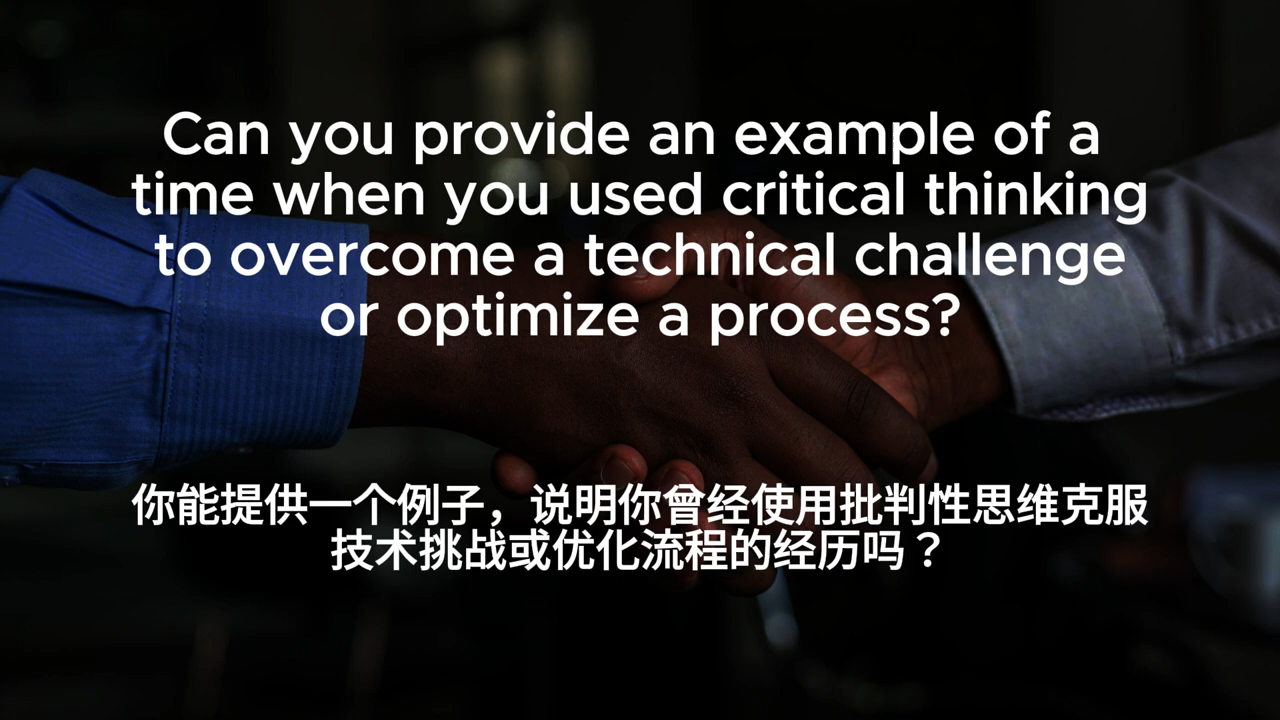 Can you provide an example of a
time when you used critical thinking
to overcome a technical challenge
or optimize a process?
你能提供一个例子，说明你曾经使用批判性思维克服
技术挑战或优化流程的经历吗？